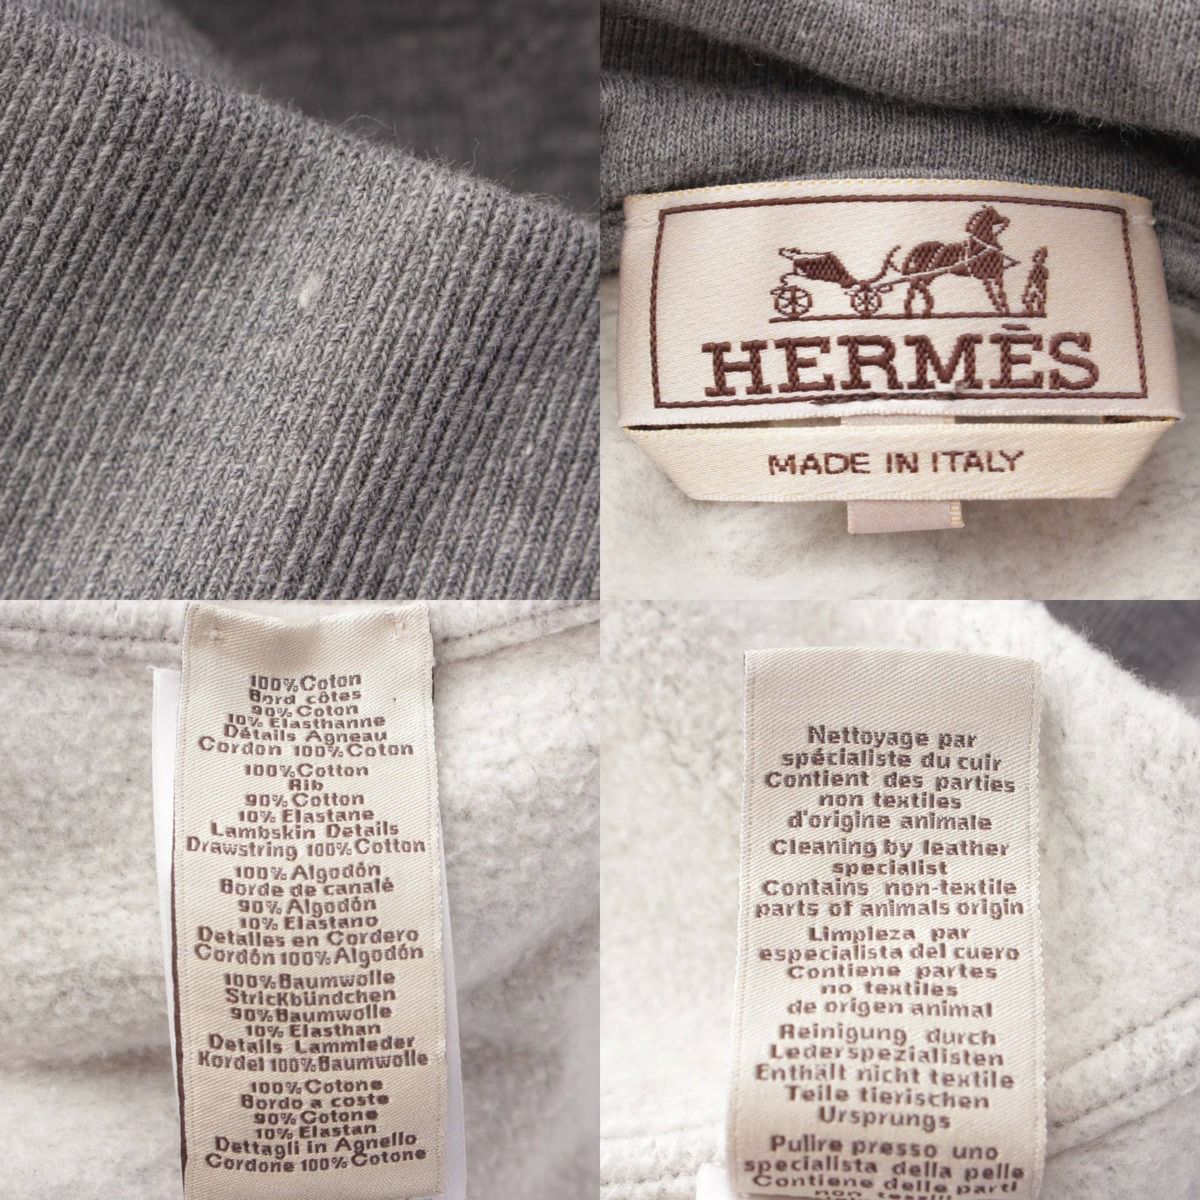 HERMÈS
MADE IN ITALY
100%Coton
Bord côtes
90% Coton
10% Elasthanne
Détails Agneau
Cordon 100%Coton
100%Cotton
Rib
90%Cotton
10% Elastane
Lambskin Details
Drawstring 100%Cotton
100%Algodón
Borde de canalé
90%Algodón
10% Elastano
Detalles en Cordero
Cordón 100%Algodón
100%Baumwolle
Strickbündchen
90%Baumwolle
10% Elasthan
Details Lammleder
Kordel 100%Baumwolle
100%Cotone
Bordo a coste
90% Cotone
10% Elastan
Dettagli in Agnello
Cordone 100%Cotone
Nettoyage par
spécialiste du cuir
Contient des parties
non textiles
d'origine animale
Cleaning by leather
specialist
Contains non-textile
parts of animals origin
Limpieza par
especialista del cuero
Contiene partes
no textiles
de origen animal
Reinigung durch
Lederspezialisten
Enthält nicht textile
Teile tierischen
Ursprungs
Pulire presso uno
specialista della pelle
Contiene delle parti
non